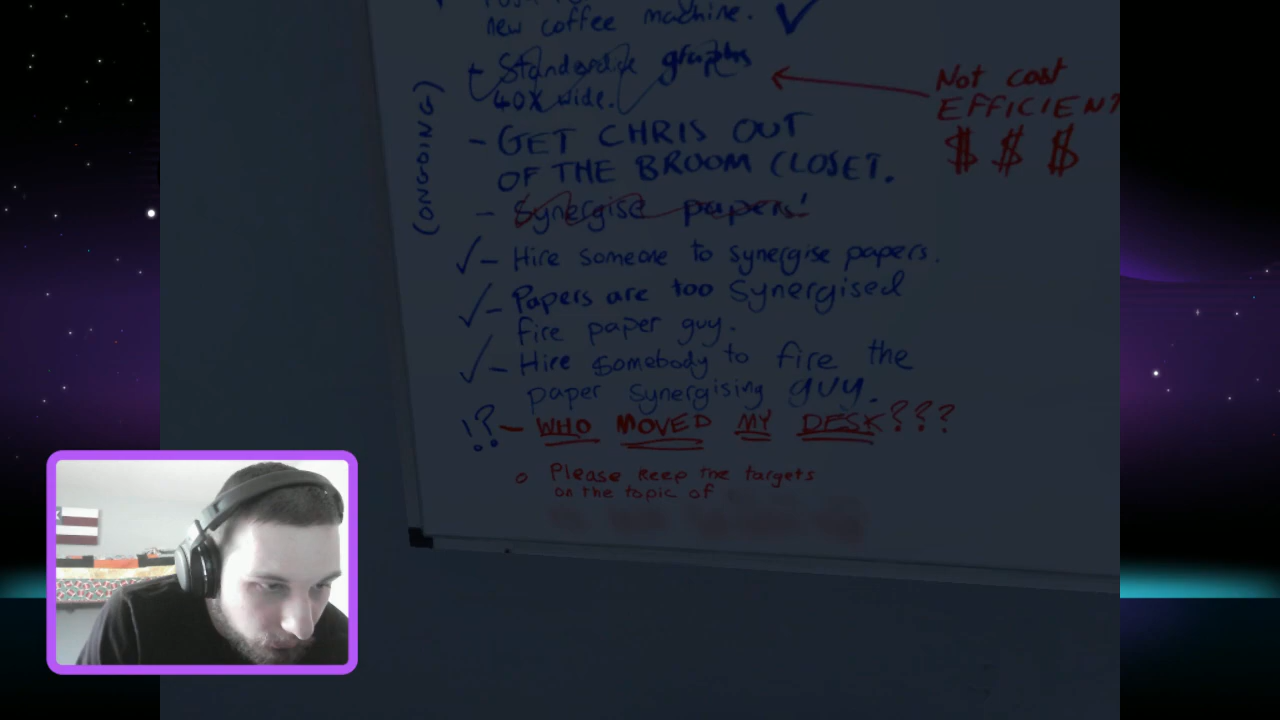 new coffee machine.
- Standardize graphs
40x wide.
Not cost
EFFICIENT
$ $ $
(ONGOING)
- GET CHRIS OUT
OF THE BROOM CLOSET.
- Synergise papers!
✓ - Hire someone to synergise papers.
✓ - Papers are too Synergised
fire paper guy.
✓ - Hire somebody to fire the
paper synergising guy.
!? - WHO MOVED MY DESK???
o Please keep the targets
on the topic of